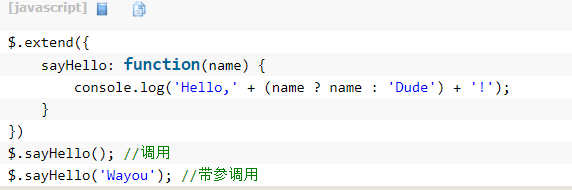 [javascript]
$.extend({
    sayHello: function(name) {
        console.log('Hello,' + (name ? name : 'Dude') + '!');
    }
})
$.sayHello(); //调用
$.sayHello('Wayou'); //带参调用